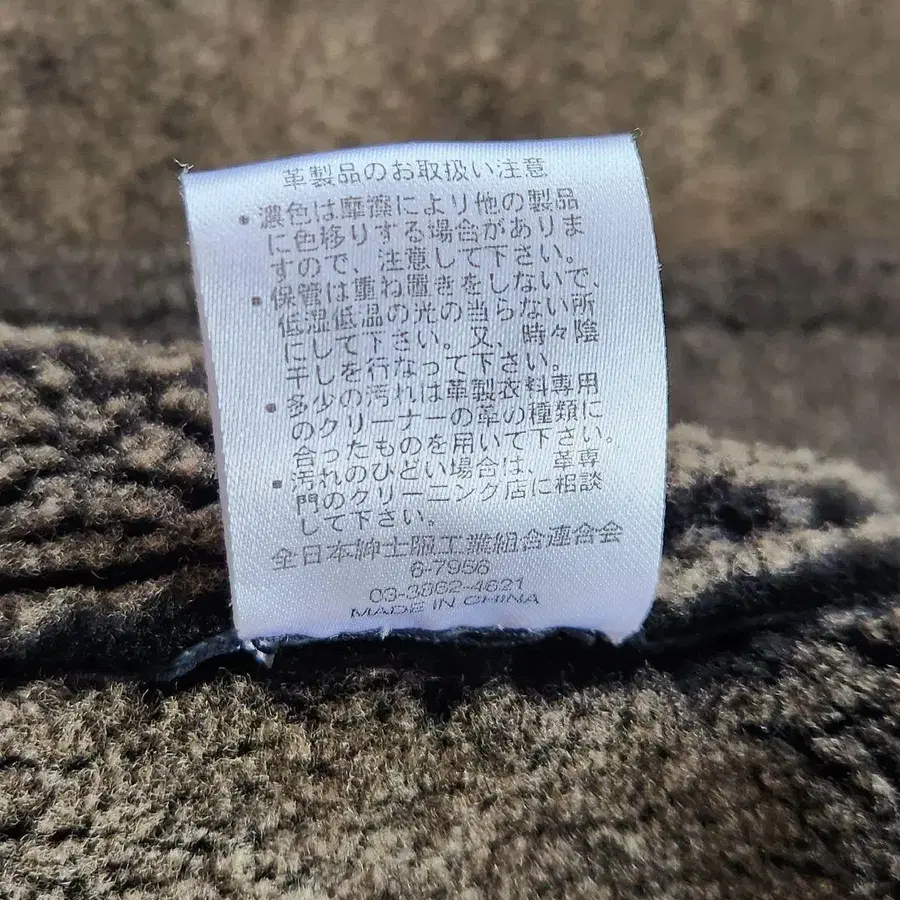 革製品のお取扱い注意
・濃色は摩擦により他の製品
に色移りする場合がありま
すので、注意して下さい。
・保管は重ね置きをしないで、
低湿低温の光の当らない所
にして下さい。又、時々陰
干しを行なって下さい。
・多少の汚れは革製衣料専用
のクリーナーの革の種類に
合ったものを用いて下さい。
・汚れのひどい場合は、革専
門のクリーニング店に相談
して下さい。
全日本紳士服工業組合連合会
6-7956
03-3862-4621
MADE IN CHINA